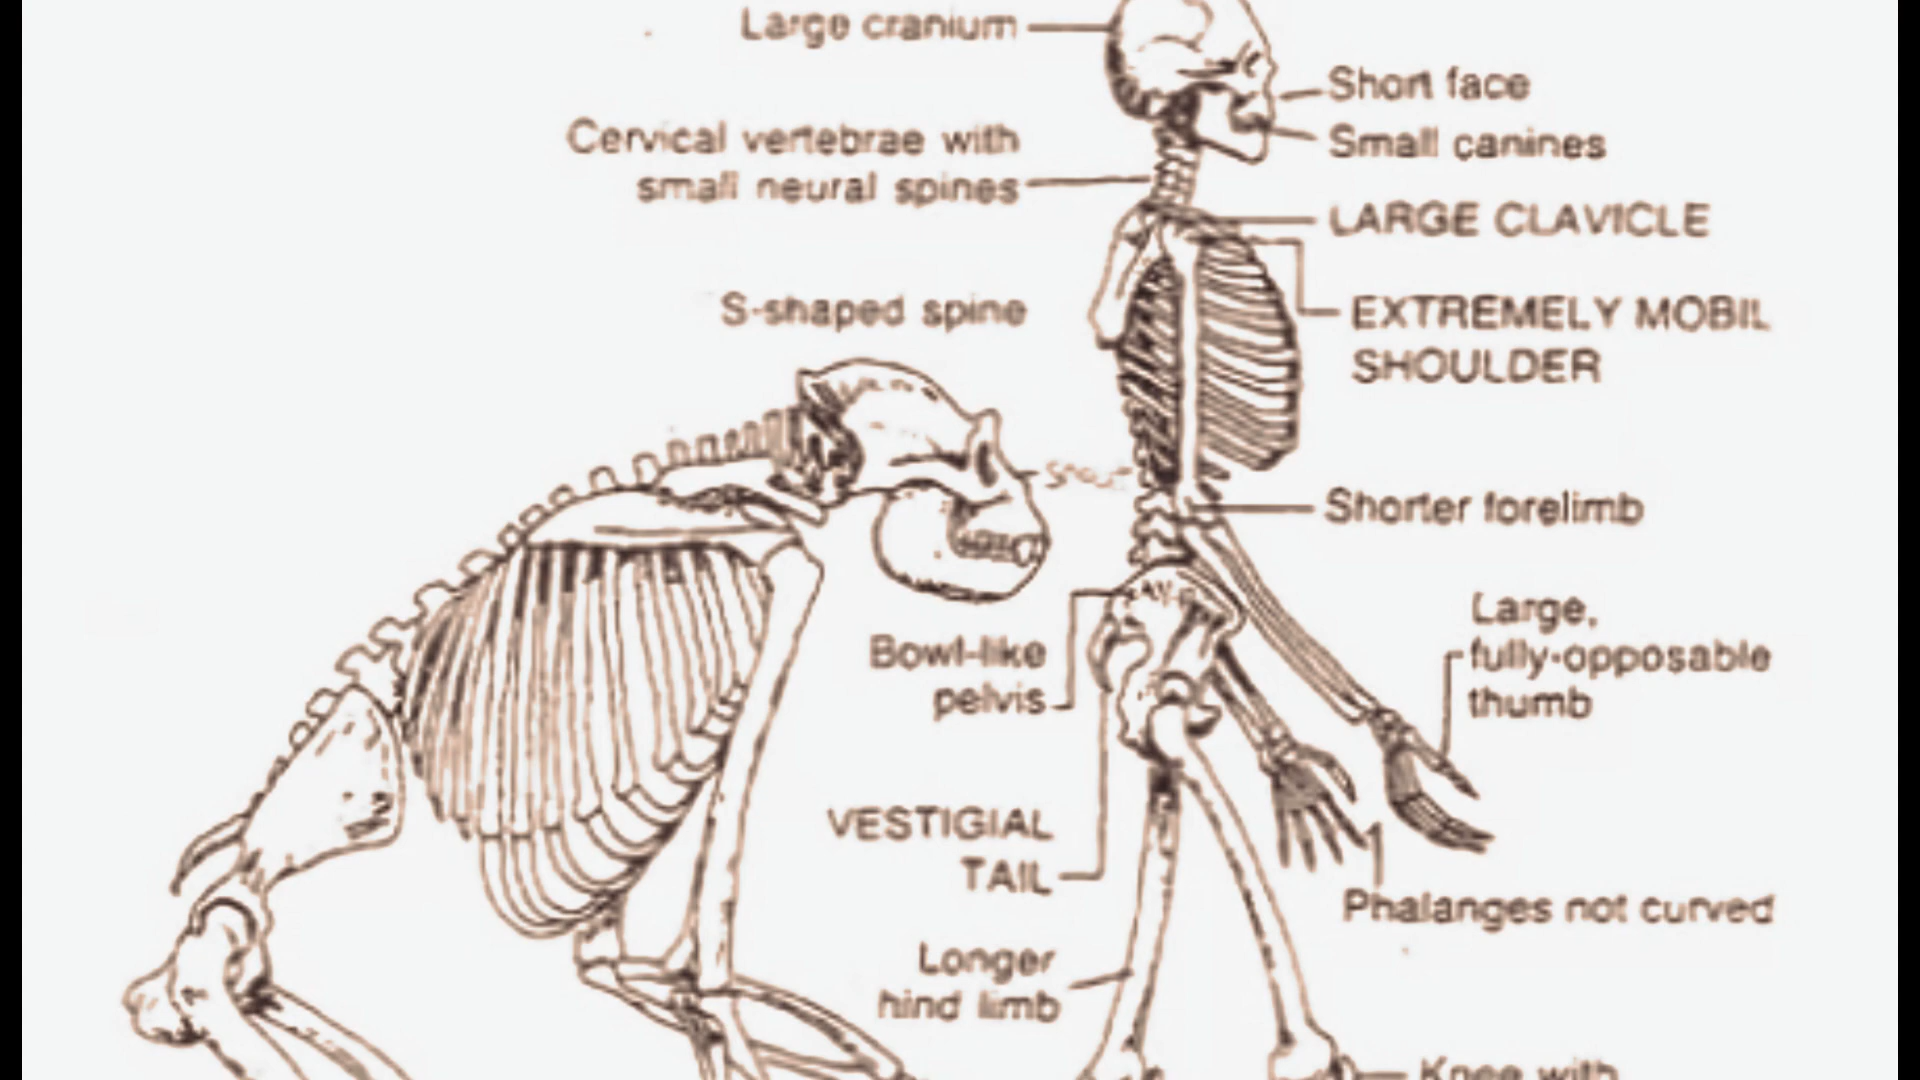 Large cranium
Short face
Small canines
Cervical vertebrae with
small neural spines
LARGE CLAVICLE
S-shaped spine
EXTREMELY MOBIL
SHOULDER
Shorter forelimb
Bowl-like
pelvis
Large,
fully-opposable
thumb
VESTIGIAL
TAIL
Phalanges not curved
Longer
hind limb
Knee with